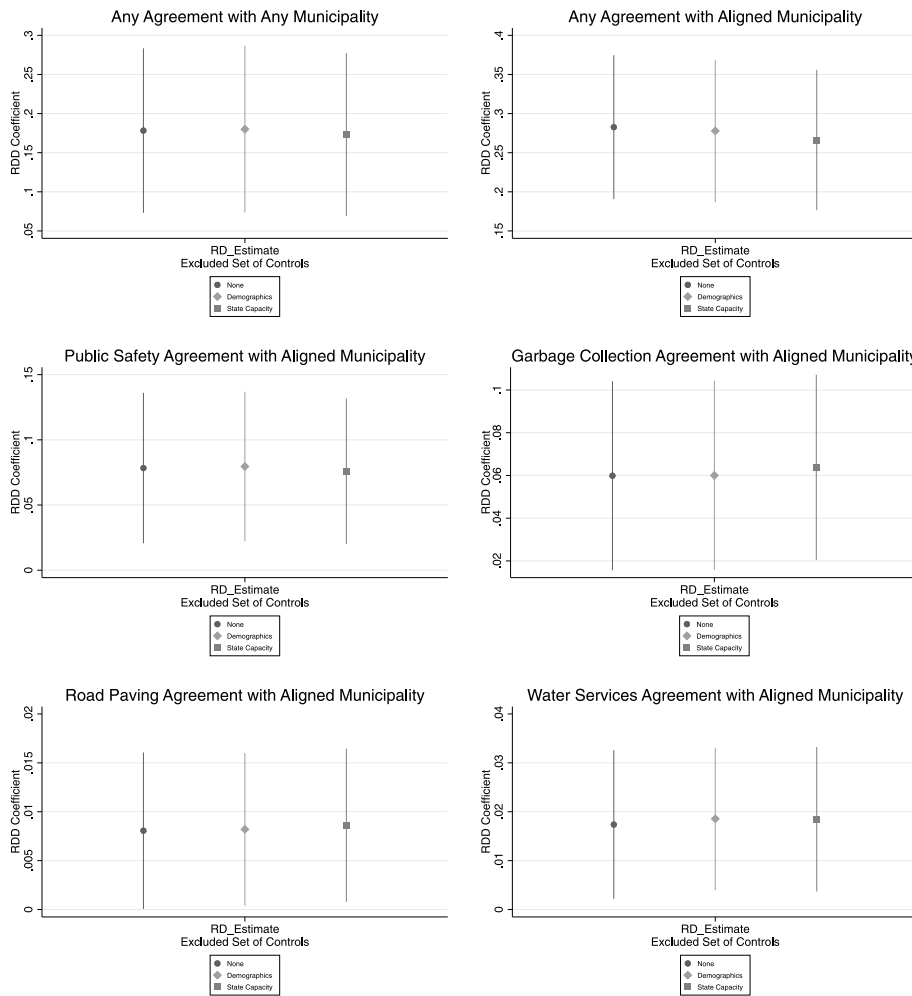 Any Agreement with Any Municipality
.3
.25
.2
.15
.1
.05
RDD Coefficient
RD_Estimate
Excluded Set of Controls
None
Demographics
State Capacity
Any Agreement with Aligned Municipality
.4
.35
.3
.25
.2
.15
RDD Coefficient
RD_Estimate
Excluded Set of Controls
None
Demographics
State Capacity
Public Safety Agreement with Aligned Municipality
.15
.1
.05
0
RDD Coefficient
RD_Estimate
Excluded Set of Controls
None
Demographics
State Capacity
Garbage Collection Agreement with Aligned Municipality
.1
.08
.06
.04
.02
RDD Coefficient
RD_Estimate
Excluded Set of Controls
None
Demographics
State Capacity
Road Paving Agreement with Aligned Municipality
.02
.015
.01
.005
0
RDD Coefficient
RD_Estimate
Excluded Set of Controls
None
Demographics
State Capacity
Water Services Agreement with Aligned Municipality
.04
.03
.02
.01
0
RDD Coefficient
RD_Estimate
Excluded Set of Controls
None
Demographics
State Capacity